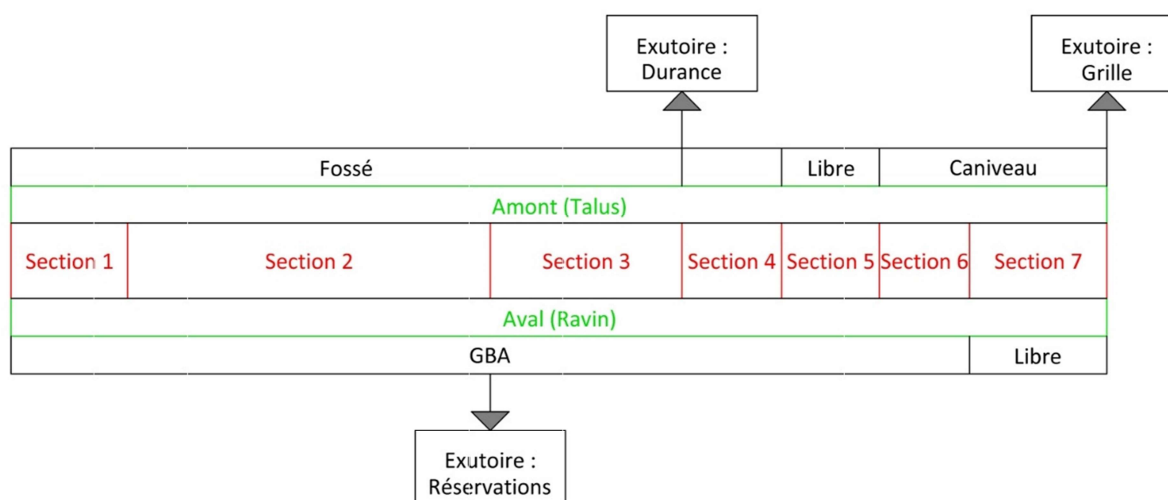 Exutoire :
Durance
Exutoire :
Grille
Fossé
Libre
Caniveau
Amont (Talus)
Section 1
Section 2
Section 3
Section 4
Section 5
Section 6
Section 7
Aval (Ravin)
GBA
Libre
Exutoire :
Réservations